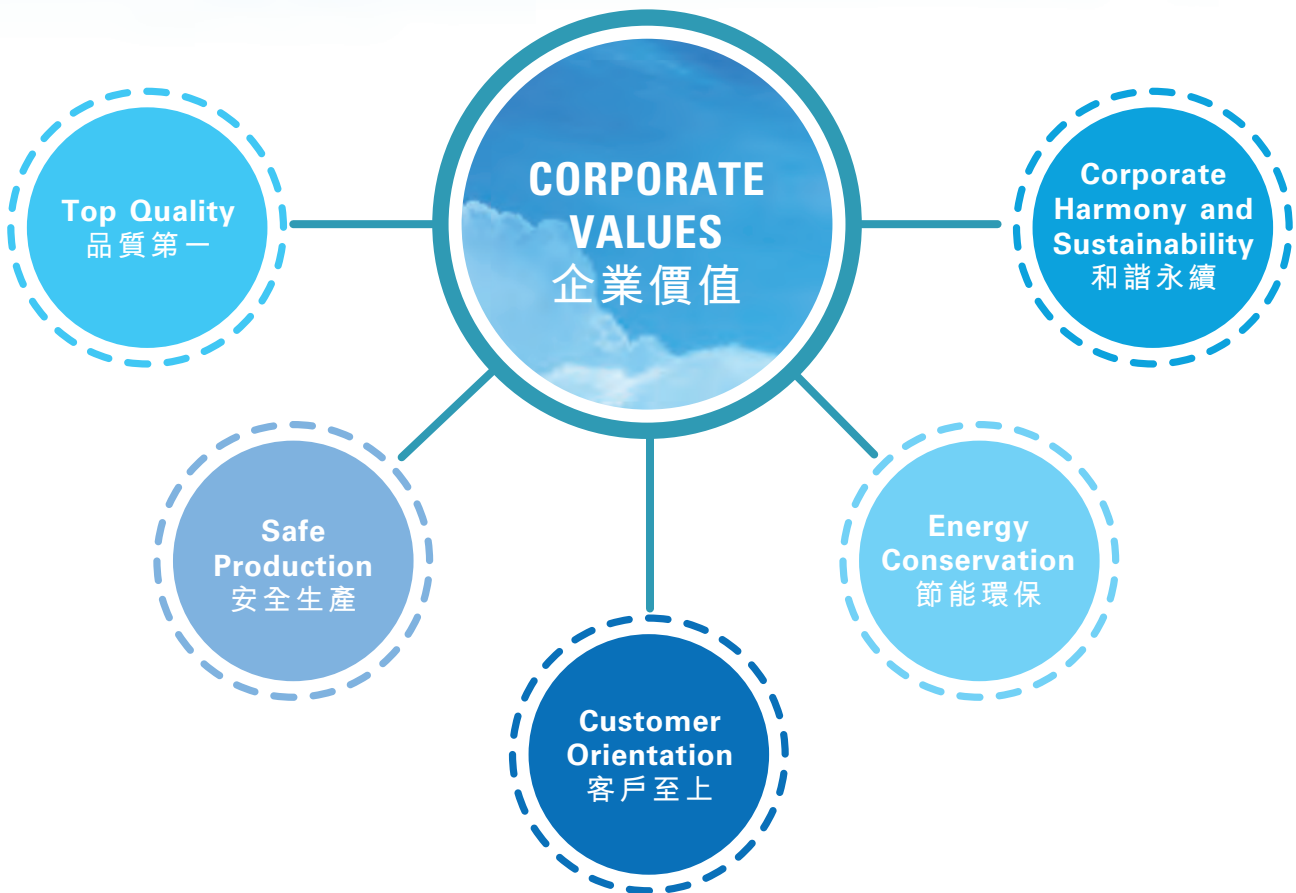 CORPORATE
VALUES
企業價值
Top Quality
品質第一
Corporate
Harmony and
Sustainability
和諧永續
Safe
Production
安全生產
Energy
Conservation
節能環保
Customer
Orientation
客戶至上